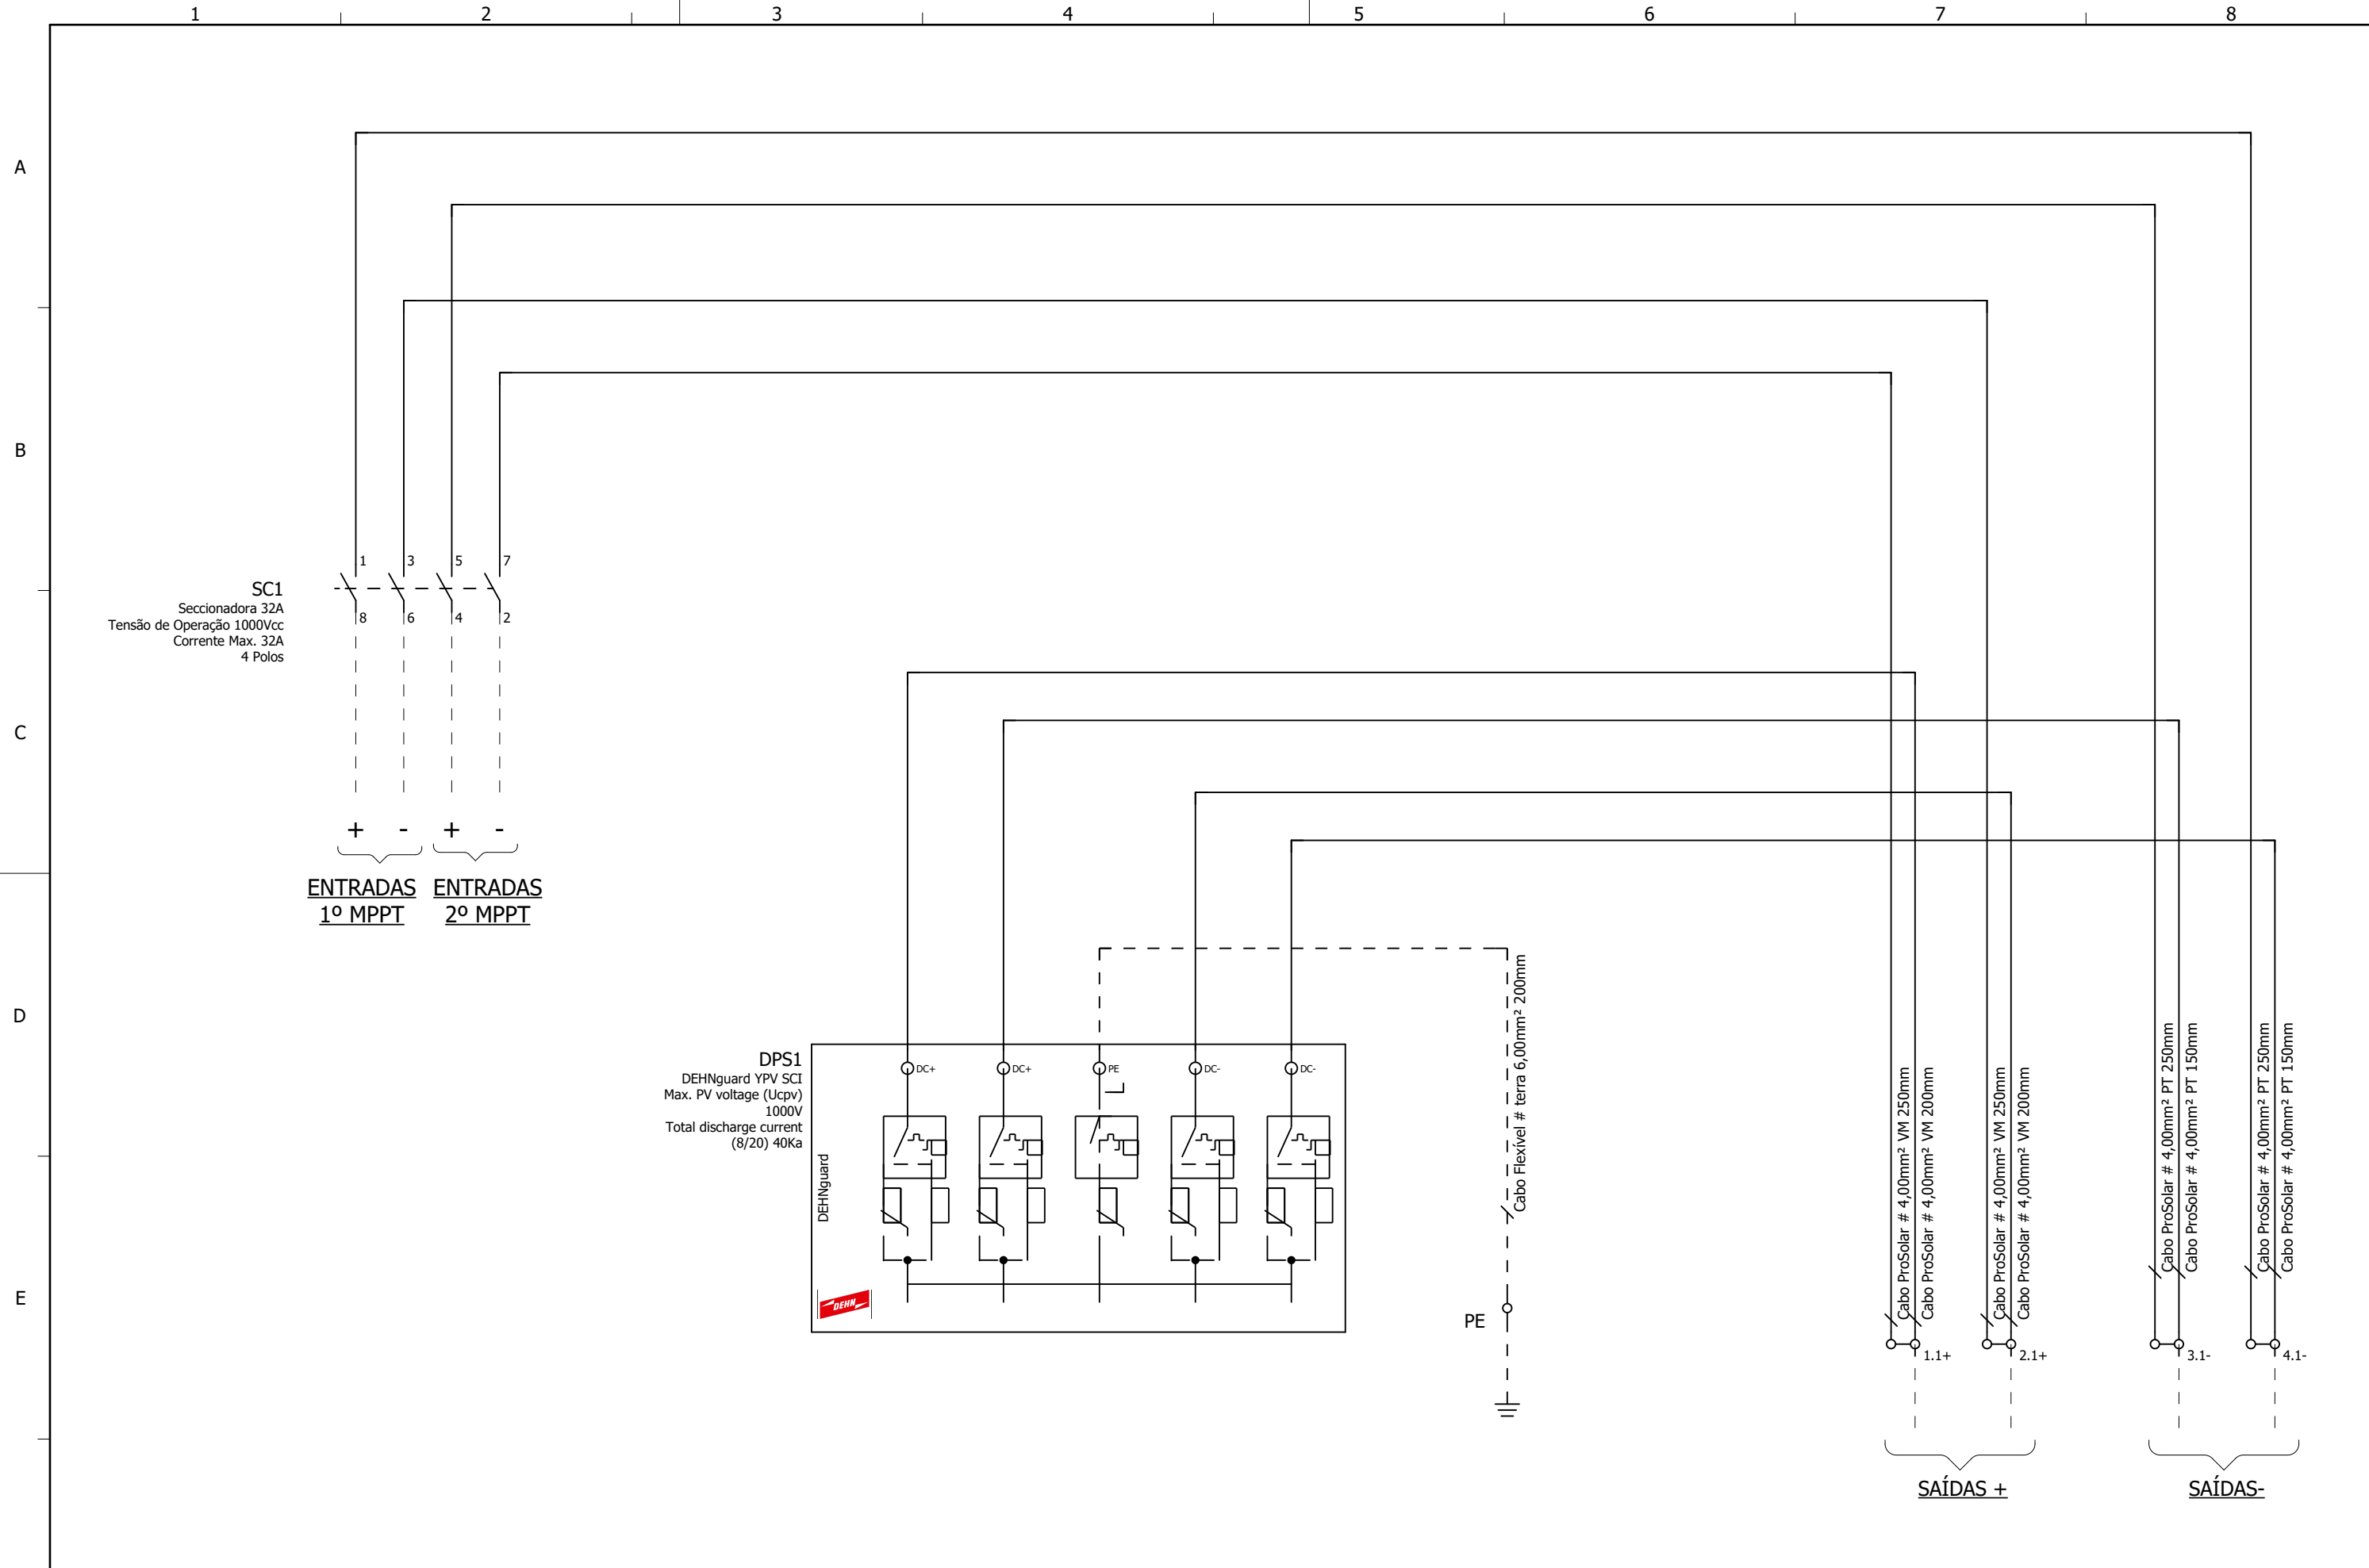 1 2 3 4 5 6 7 8
A
B
C
D
E
1 3 5 7
8 6 4 2
SC1
Seccionadora 32A
Tensão de Operação 1000Vcc
Corrente Max. 32A
4 Polos
+ - + -
ENTRADAS
1º MPPT
ENTRADAS
2º MPPT
DPS1
DEHNguard YPV SCI
Max. PV voltage (Ucpv)
1000V
Total discharge current
(8/20) 40Ka
DEHNguard
DC+ DC+ PE DC- DC-
DEHN
Cabo Flexível # terra 6,00mm² 200mm
PE
Cabo ProSolar # 4,00mm² VM 250mm
Cabo ProSolar # 4,00mm² VM 200mm
Cabo ProSolar # 4,00mm² VM 250mm
Cabo ProSolar # 4,00mm² VM 200mm
Cabo ProSolar # 4,00mm² PT 250mm
Cabo ProSolar # 4,00mm² PT 150mm
Cabo ProSolar # 4,00mm² PT 250mm
Cabo ProSolar # 4,00mm² PT 150mm
1.1+ 2.1+ 3.1- 4.1-
SAÍDAS +
SAÍDAS-